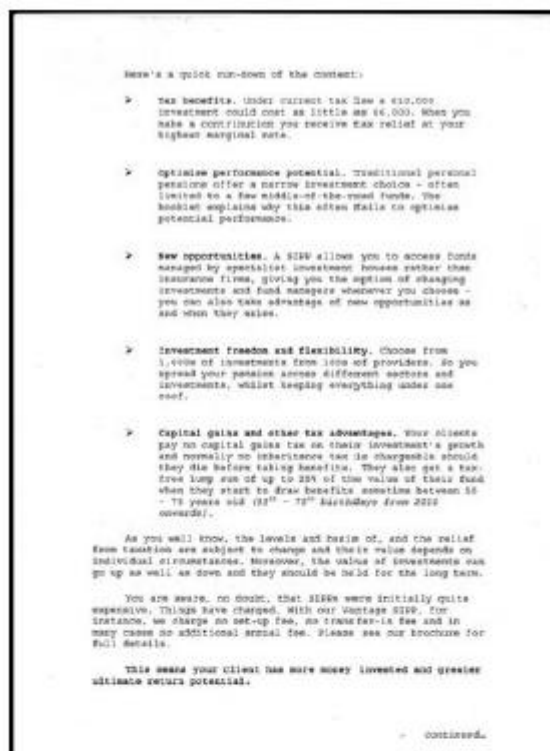 Here's a quick run-down of the content:
➤ Tax benefits. Under current tax law a £10,000
investment could cost as little as £6,000. When you
make a contribution you receive tax relief at your
highest marginal rate.
➤ Optimise performance potential. Traditional personal
pensions offer a narrow investment choice - often
limited to a few middle-of-the-road funds. The
booklet explains why this often fails to optimise
potential performance.
➤ New opportunities. A SIPP allows you to access funds
managed by specialist investment houses rather than
insurance firms, giving you the option of changing
investments and fund managers whenever you choose -
you can also take advantage of new opportunities as
and when they arise.
➤ Investment freedom and flexibility. Choose from
of investments from 100s of providers. So you
spread your pension across different sectors and
investments, whilst keeping everything under one
roof.
➤ Capital gains and other tax advantages. Your clients
pay no capital gains tax on their investment's growth
and normally no inheritance tax is chargeable should
they die before taking benefits. They also get a tax-
free lump sum of up to 25% of the value of their fund
when they start to draw benefits sometime between 50
- 75 years old (55th - 75th birthdays from 2010
onwards).
As you well know, the levels and basis of, and the relief
from taxation are subject to change and their value depends on
individual circumstances. Moreover, the value of investments can
go up as well as down and they should be held for the long term.
You are aware, no doubt, that SIPPs were initially quite
expensive. Things have changed. With our Vantage SIPP, for
instance, we charge no set-up fee, no transfer-in fee and in
many cases no additional annual fee. Please see our brochure for
full details.
This means your client has more money invested and greater
ultimate return potential.
- continued…